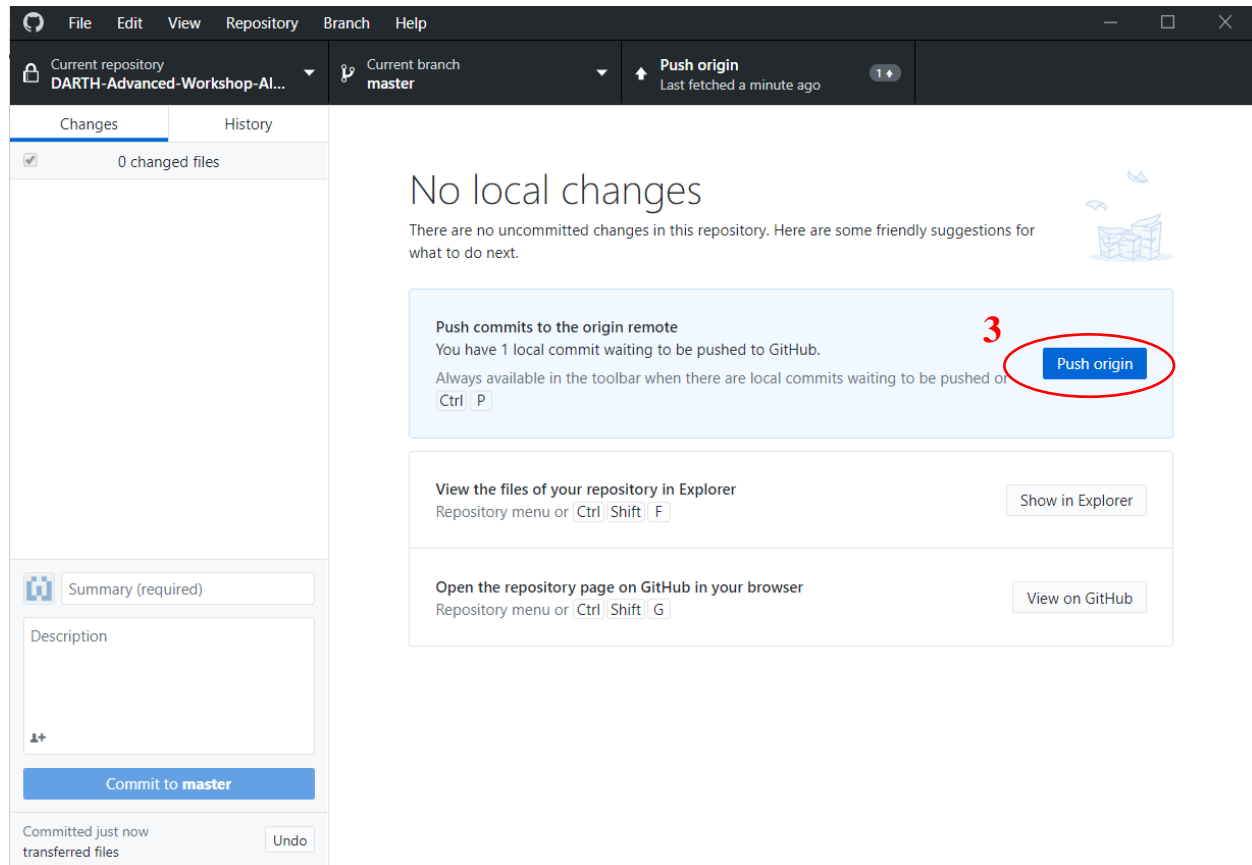 File Edit View Repository Branch Help
Current repository
DARTH-Advanced-Workshop-Al...
Current branch
master
Push origin
Last fetched a minute ago
1
Changes History
0 changed files
No local changes
There are no uncommitted changes in this repository. Here are some friendly suggestions for
what to do next.
Push commits to the origin remote
You have 1 local commit waiting to be pushed to GitHub.
Always available in the toolbar when there are local commits waiting to be pushed or
Ctrl P
3
Push origin
View the files of your repository in Explorer
Repository menu or Ctrl Shift F
Show in Explorer
Open the repository page on GitHub in your browser
Repository menu or Ctrl Shift G
View on GitHub
Summary (required)
Description
Commit to master
Committed just now
transferred files
Undo